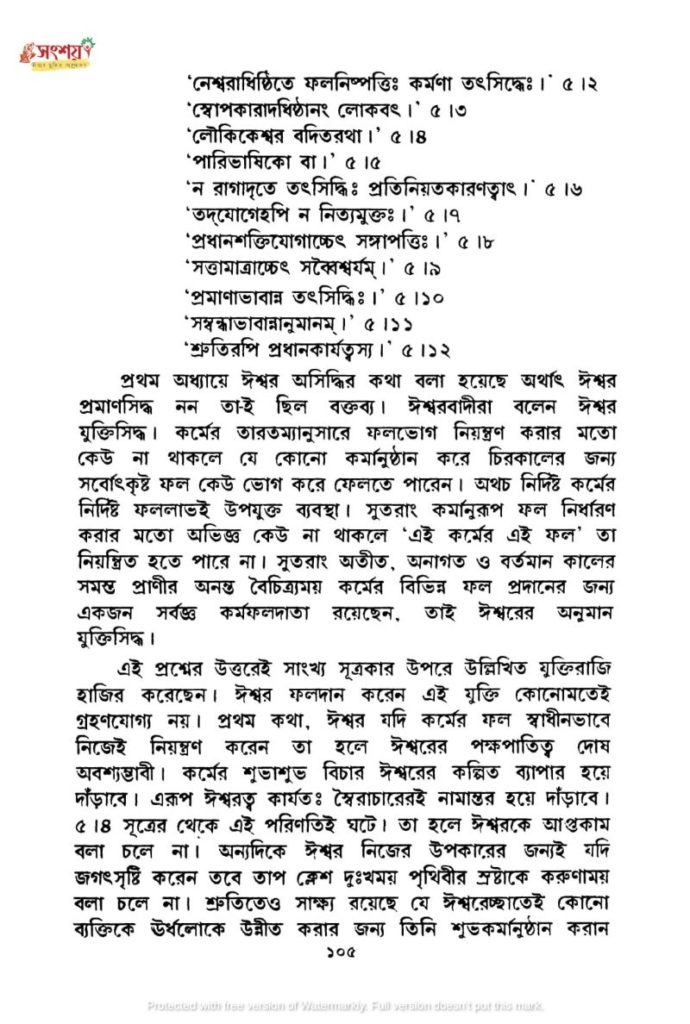 সংশয়
'নেশ্বরাধিষ্ঠিতে ফলনিষ্পত্তিঃ কর্মণা তৎসিদ্ধেঃ।' ৫।২
'স্বোপকারাদধিষ্ঠানং লোকবৎ।' ৫।৩
'লৌকিকেশ্বর বদিতরথা।' ৫।৪
'পারিভাষিকো বা।' ৫।৫
'ন রাগাদৃতে তৎসিদ্ধিঃ প্রতিনিয়তকারণত্বাৎ।' ৫।৬
'তদ্‌যোগেহপি ন নিত্যমুক্তঃ।' ৫।৭
'প্রধানশক্তিযোগাচ্চেৎ সঙ্গাপত্তিঃ।' ৫।৮
'সত্তামাত্রাচ্চেৎ সর্ব্বৈশ্বর্যম্।' ৫।৯
'প্রমাণাভাবান্ন তৎসিদ্ধিঃ।' ৫।১০
'সম্বন্ধাভাবান্নানুমানম্।' ৫।১১
'শ্রুতিরপি প্রধানকার্যত্বস্য।' ৫।১২
প্রথম অধ্যায়ে ঈশ্বর অসিদ্ধির কথা বলা হয়েছে অর্থাৎ ঈশ্বর
প্রমাণসিদ্ধ নন তা-ই ছিল বক্তব্য। ঈশ্বরবাদীরা বলেন ঈশ্বর
যুক্তিসিদ্ধ। কর্মের তারতম্যানুসারে ফলভোগ নিয়ন্ত্রণ করার মতো
কেউ না থাকলে যে কোনো কর্মানুষ্ঠান করে চিরকালের জন্য
সর্বোৎকৃষ্ট ফল কেউ ভোগ করে ফেলতে পারেন। অথচ নির্দিষ্ট কর্মের
নির্দিষ্ট ফললাভই উপযুক্ত ব্যবস্থা। সুতরাং কর্মানুরূপ ফল নির্ধারণ
করার মতো অভিজ্ঞ কেউ না থাকলে 'এই কর্মের এই ফল' তা
নিয়ন্ত্রিত হতে পারে না। সুতরাং অতীত, অনাগত ও বর্তমান কালের
সমস্ত প্রাণীর অনন্ত বৈচিত্র্যময় কর্মের বিভিন্ন ফল প্রদানের জন্য
একজন সর্বজ্ঞ কর্মফলদাতা রয়েছেন, তাই ঈশ্বরের অনুমান
যুক্তিসিদ্ধ।
এই প্রশ্নের উত্তরেই সাংখ্য সূত্রকার উপরে উল্লিখিত যুক্তিরাজি
হাজির করেছেন। ঈশ্বর ফলদান করেন এই যুক্তি কোনোমতেই
গ্রহণযোগ্য নয়। প্রথম কথা, ঈশ্বর যদি কর্মের ফল স্বাধীনভাবে
নিজেই নিয়ন্ত্রণ করেন তা হলে ঈশ্বরের পক্ষপাতিত্ব দোষ
অবশ্যম্ভাবী। কর্মের শুভাশুভ বিচার ঈশ্বরের কল্পিত ব্যাপার হয়ে
দাঁড়াবে। এরূপ ঈশ্বরত্ব কার্যতঃ স্বৈরাচারেরই নামান্তর হয়ে দাঁড়াবে।
৫।৪ সূত্রের থেকে এই পরিণতিই ঘটে। তা হলে ঈশ্বরকে আপ্তকাম
বলা চলে না। অন্যদিকে ঈশ্বর নিজের উপকারের জন্যই যদি
জগৎসৃষ্টি করেন তবে তাপ ক্লেশ দুঃখময় পৃথিবীর স্রষ্টাকে করুণাময়
বলা চলে না। শ্রুতিতেও সাক্ষ্য রয়েছে যে ঈশ্বরেচ্ছাতেই কোনো
ব্যক্তিকে ঊর্ধলোকে উন্নীত করার জন্য তিনি শুভকর্মানুষ্ঠান করান
১০৫
Protected with free version of Watermarkly. Full version doesn't put this mark.